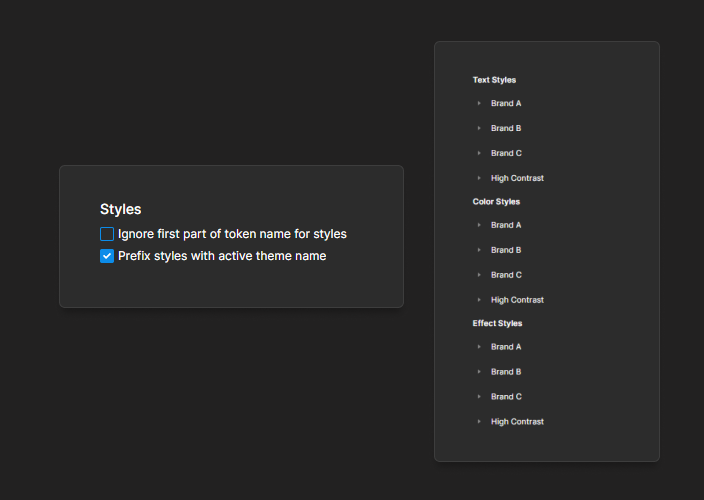 Styles
Ignore first part of token name for styles
Prefix styles with active theme name
Text Styles
Brand A
Brand B
Brand C
High Contrast
Color Styles
Brand A
Brand B
Brand C
High Contrast
Effect Styles
Brand A
Brand B
Brand C
High Contrast